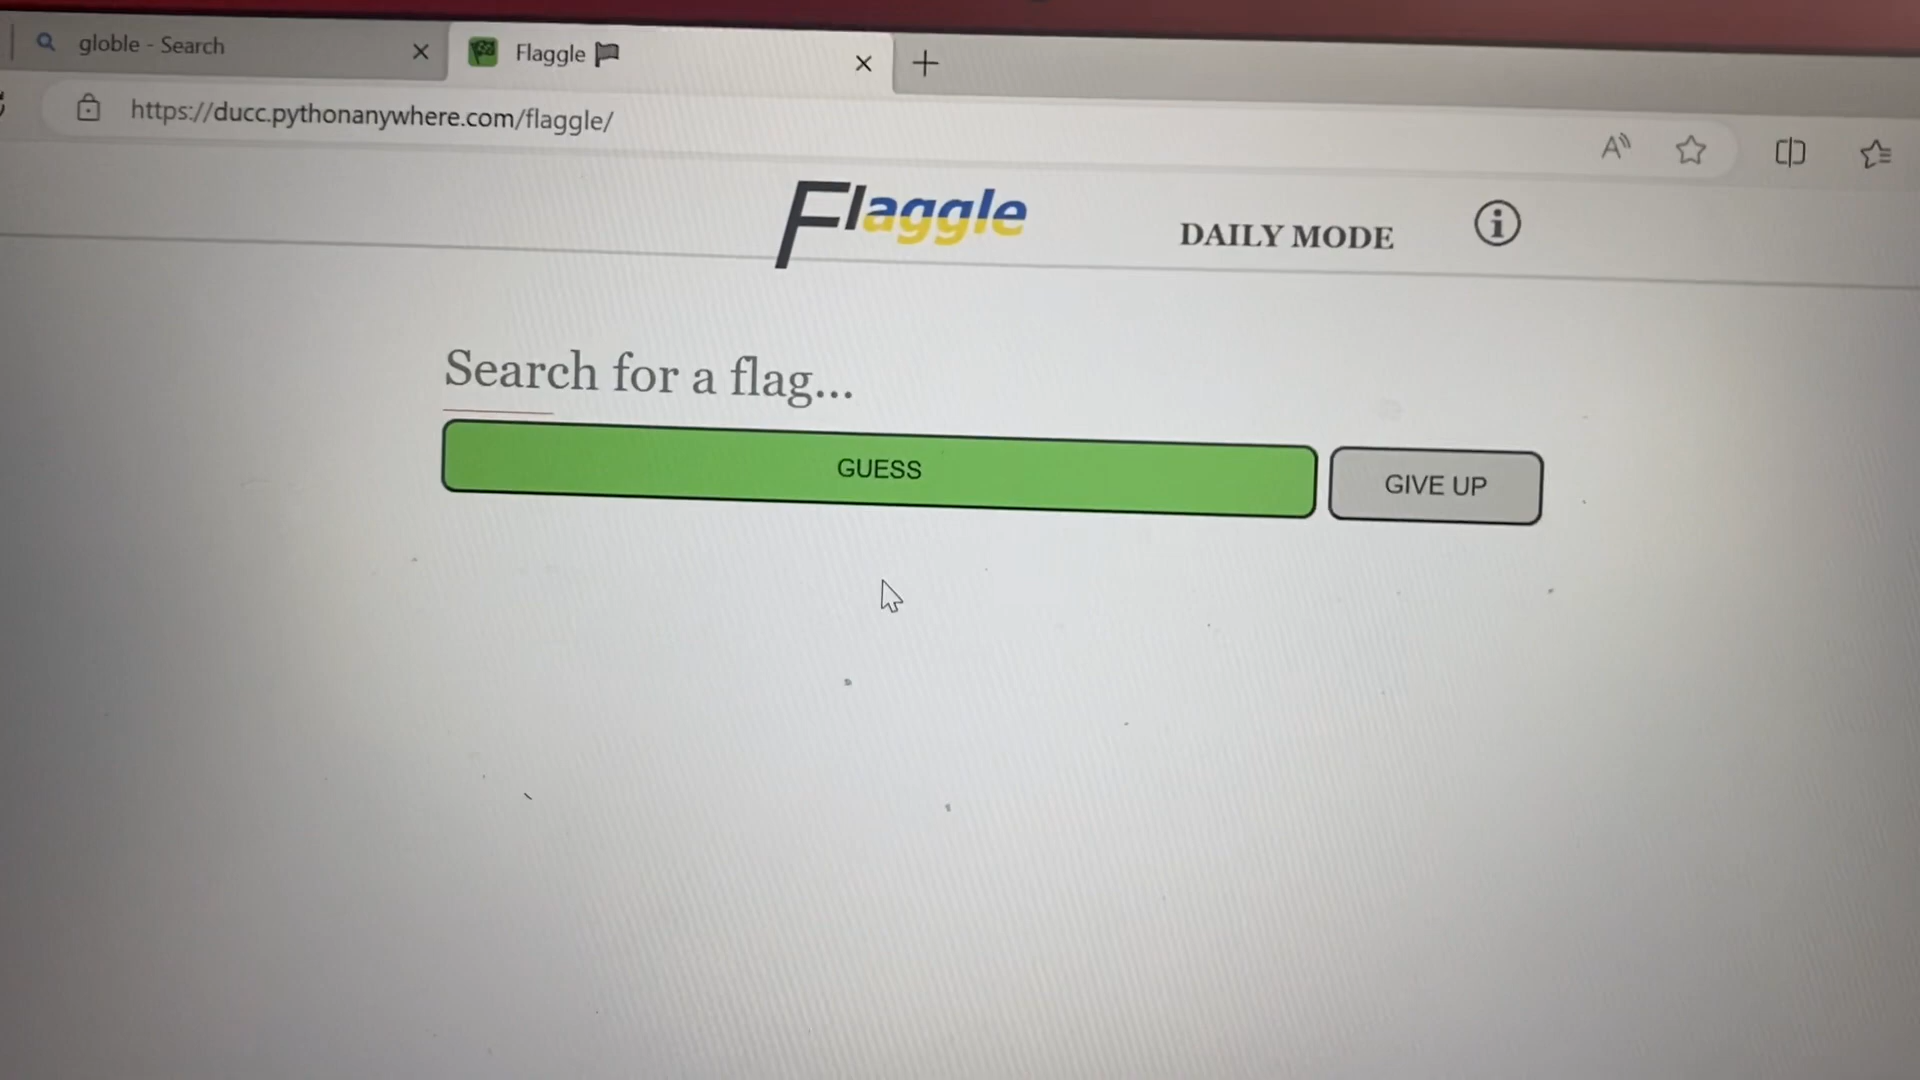 globle - Search
Flaggle
https://ducc.pythonanywhere.com/flaggle/
Flaggle
DAILY MODE
Search for a flag...
GUESS
GIVE UP